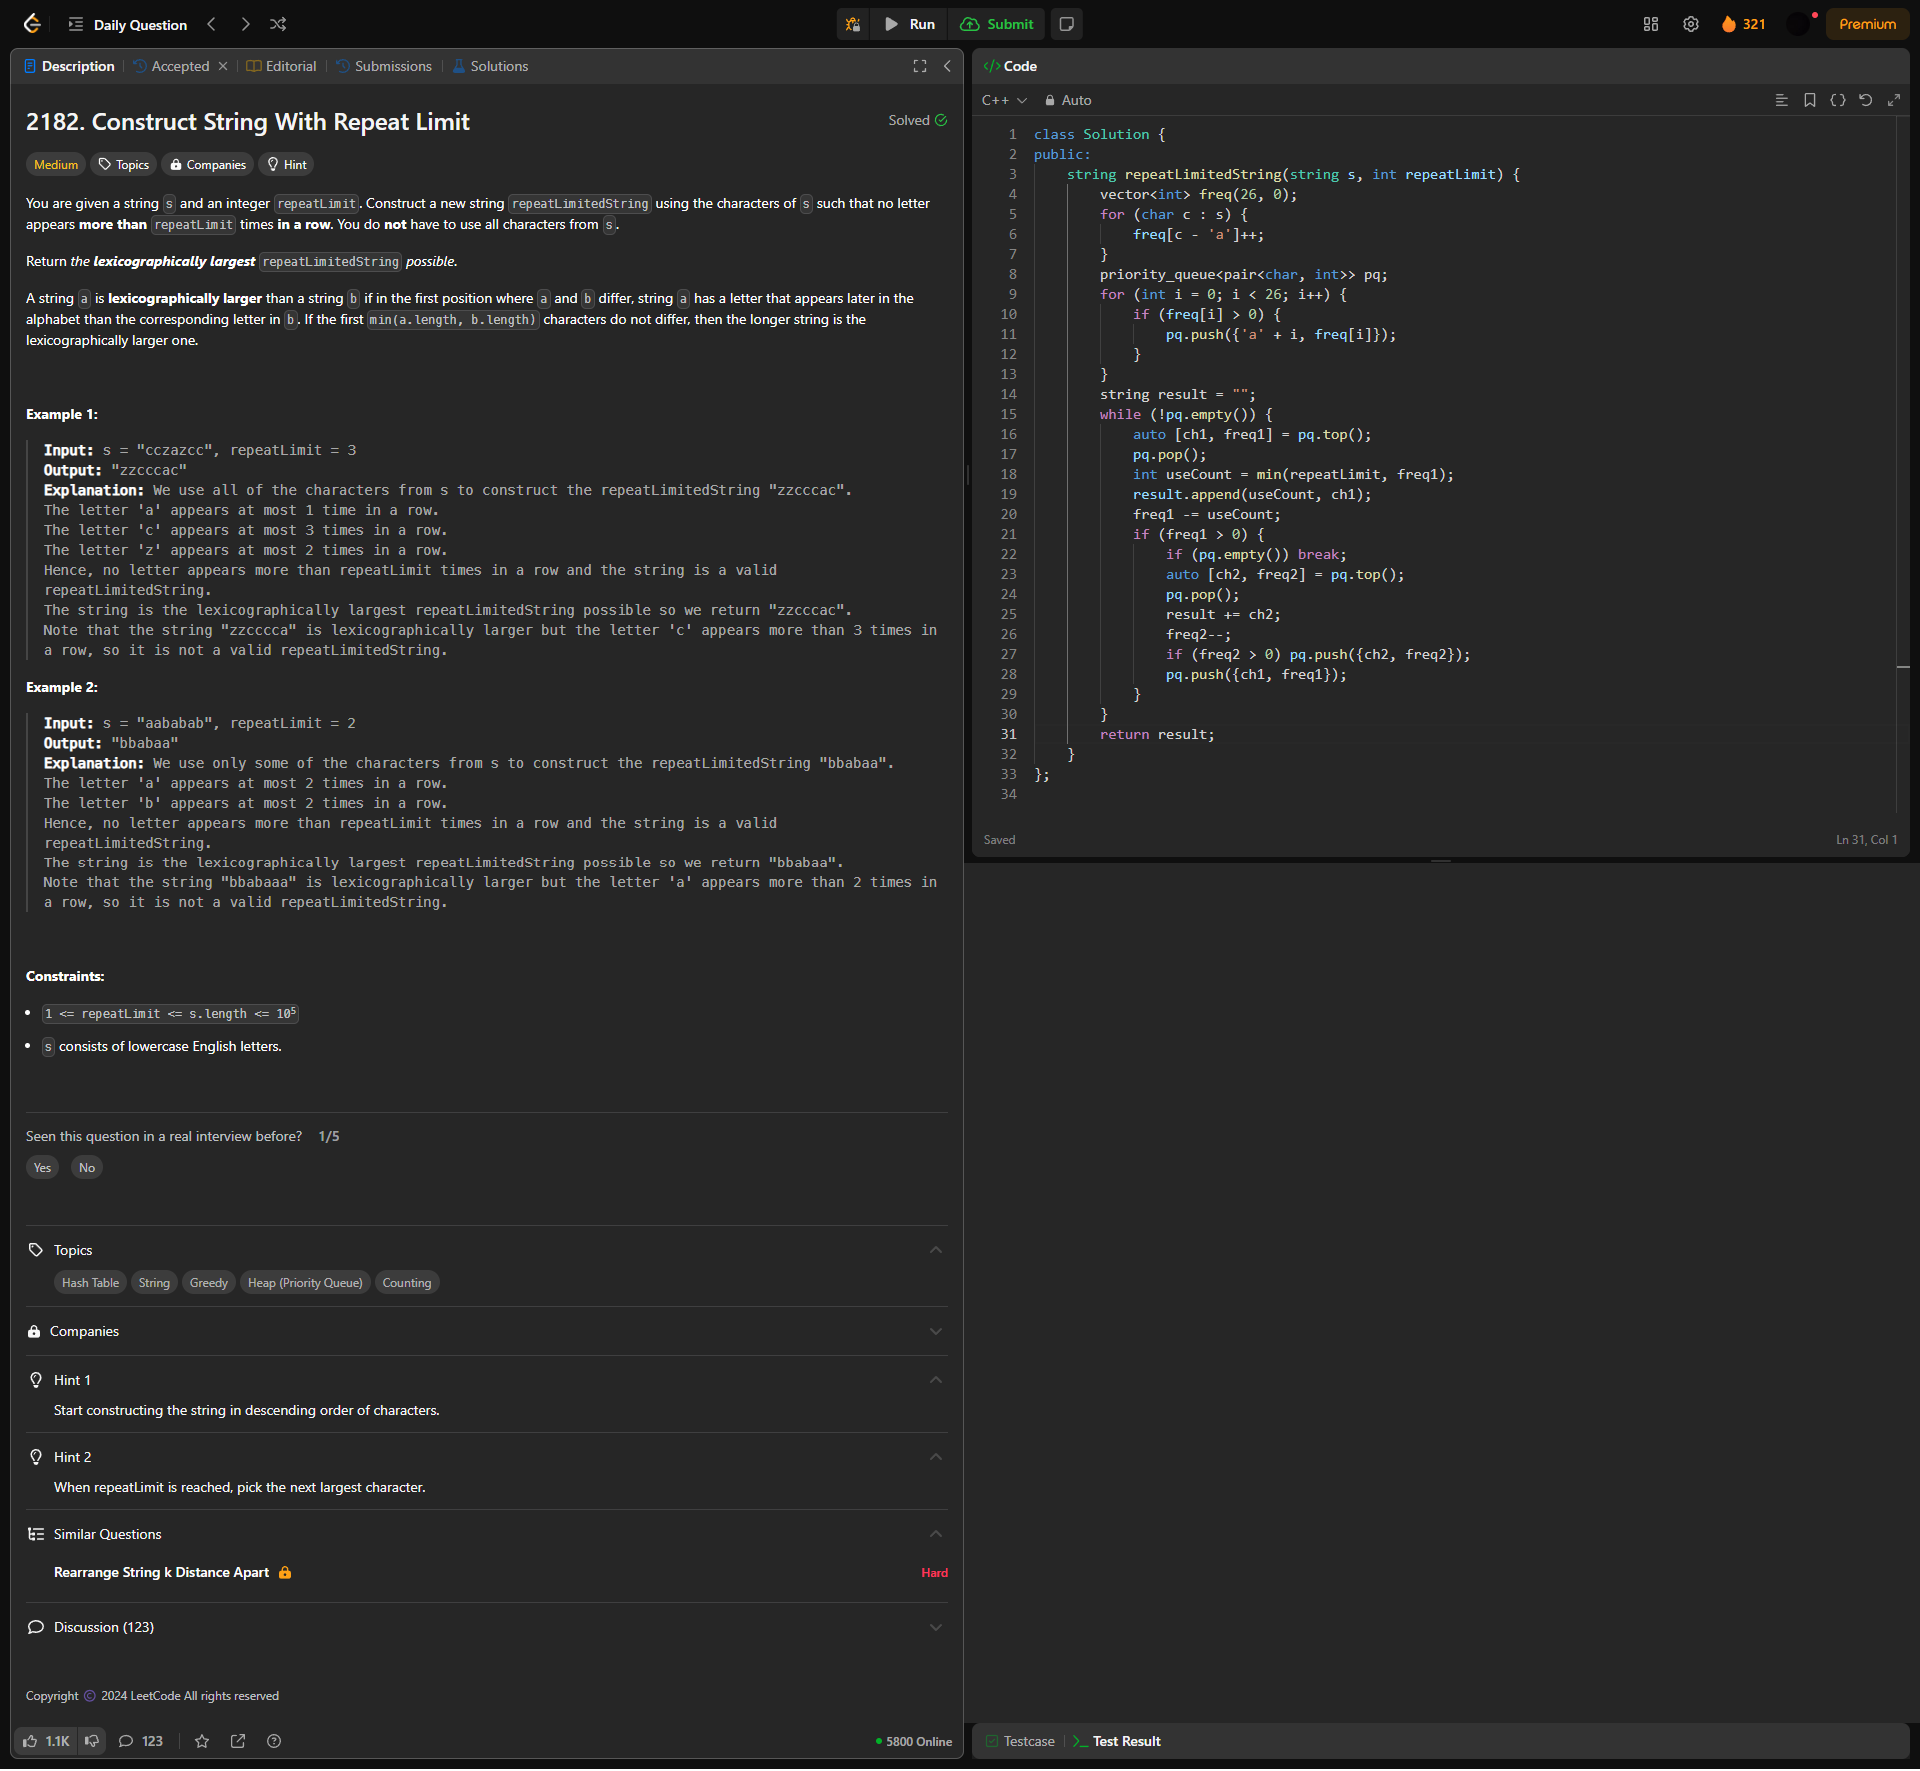 Daily Question
Run
Submit
321
Premium
Description
Accepted
Editorial
Submissions
Solutions
2182. Construct String With Repeat Limit
Solved
Medium
Topics
Companies
Hint
You are given a string s and an integer repeatLimit. Construct a new string repeatLimitedString using the characters of s such that no letter
appears more than repeatLimit times in a row. You do not have to use all characters from s.
Return the lexicographically largest repeatLimitedString possible.
A string a is lexicographically larger than a string b if in the first position where a and b differ, string a has a letter that appears later in the
alphabet than the corresponding letter in b. If the first min(a.length, b.length) characters do not differ, then the longer string is the
lexicographically larger one.
Example 1:
Input: s = "cczazcc", repeatLimit = 3
Output: "zzcccac"
Explanation: We use all of the characters from s to construct the repeatLimitedString "zzcccac".
The letter 'a' appears at most 1 time in a row.
The letter 'c' appears at most 3 times in a row.
The letter 'z' appears at most 2 times in a row.
Hence, no letter appears more than repeatLimit times in a row and the string is a valid
repeatLimitedString.
The string is the lexicographically largest repeatLimitedString possible so we return "zzcccac".
Note that the string "zzcccca" is lexicographically larger but the letter 'c' appears more than 3 times in
a row, so it is not a valid repeatLimitedString.
Example 2:
Input: s = "aababab", repeatLimit = 2
Output: "bbabaa"
Explanation: We use only some of the characters from s to construct the repeatLimitedString "bbabaa".
The letter 'a' appears at most 2 times in a row.
The letter 'b' appears at most 2 times in a row.
Hence, no letter appears more than repeatLimit times in a row and the string is a valid
repeatLimitedString.
The string is the lexicographically largest repeatLimitedString possible so we return "bbabaa".
Note that the string "bbabaaa" is lexicographically larger but the letter 'a' appears more than 2 times in
a row, so it is not a valid repeatLimitedString.
Constraints:
1 <= repeatLimit <= s.length <= 10⁵
s consists of lowercase English letters.
Seen this question in a real interview before? 1/5
Yes
No
Topics
Hash Table
String
Greedy
Heap (Priority Queue)
Counting
Companies
Hint 1
Start constructing the string in descending order of characters.
Hint 2
When repeatLimit is reached, pick the next largest character.
Similar Questions
Rearrange String k Distance Apart
Hard
Discussion (123)
Copyright © 2024 LeetCode All rights reserved
1.1K
123
5800 Online
</> Code
C++
Auto
1 class Solution {
2 public:
3 string repeatLimitedString(string s, int repeatLimit) {
4 vector<int> freq(26, 0);
5 for (char c : s) {
6 freq[c - 'a']++;
7 }
8 priority_queue<pair<char, int>> pq;
9 for (int i = 0; i < 26; i++) {
10 if (freq[i] > 0) {
11 pq.push({'a' + i, freq[i]});
12 }
13 }
14 string result = "";
15 while (!pq.empty()) {
16 auto [ch1, freq1] = pq.top();
17 pq.pop();
18 int useCount = min(repeatLimit, freq1);
19 result.append(useCount, ch1);
20 freq1 -= useCount;
21 if (freq1 > 0) {
22 if (pq.empty()) break;
23 auto [ch2, freq2] = pq.top();
24 pq.pop();
25 result += ch2;
26 freq2--;
27 if (freq2 > 0) pq.push({ch2, freq2});
28 pq.push({ch1, freq1});
29 }
30 }
31 return result;
32 }
33 };
34
Saved
Ln 31, Col 1
Testcase
Test Result